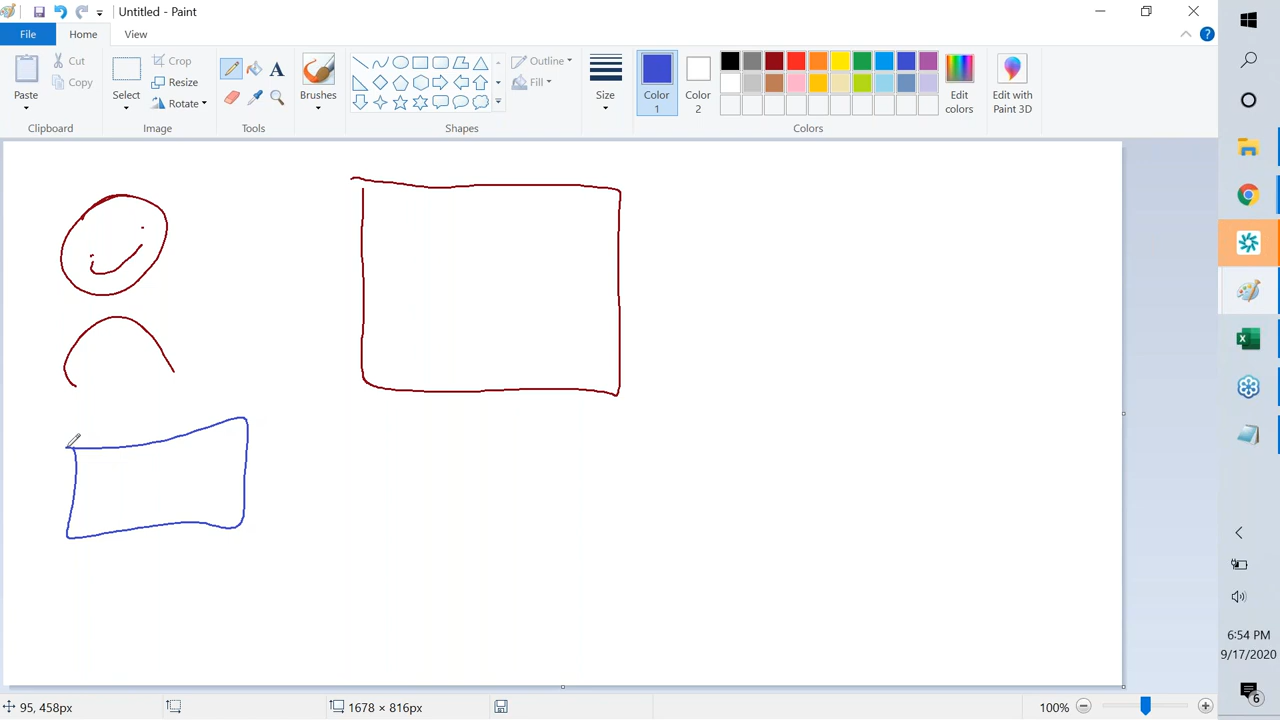 Untitled - Paint
File Home View
Paste
Cut
Copy
Clipboard
Select
Crop
Resize
Rotate
Image
Tools
Brushes
Outline
Fill
Shapes
Size
Color 1
Color 2
Edit colors
Colors
Edit with Paint 3D
95, 458px
1678 × 816px
100%
6:54 PM
9/17/2020
6